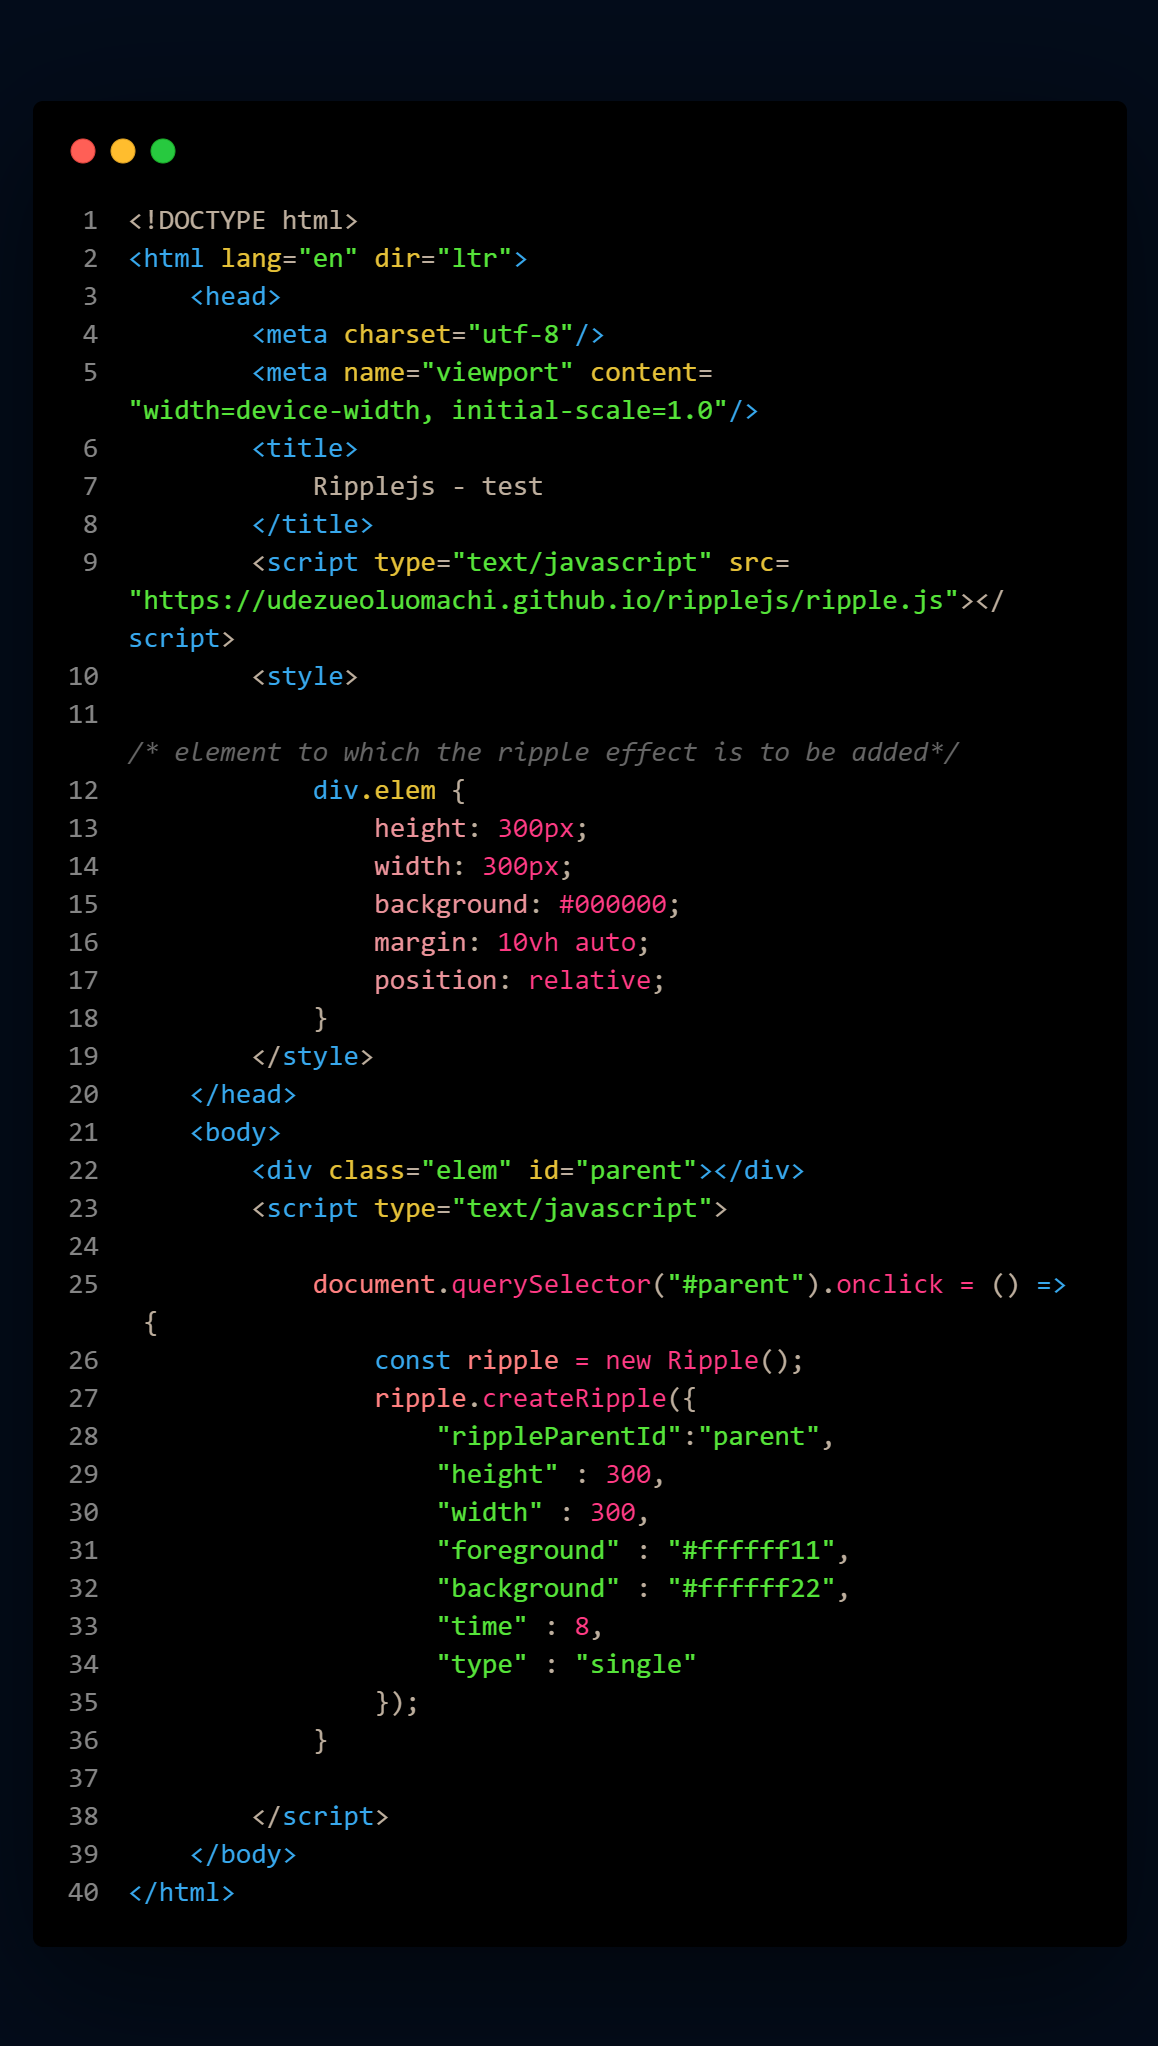 1 <!DOCTYPE html>
2 <html lang="en" dir="ltr">
3     <head>
4         <meta charset="utf-8"/>
5         <meta name="viewport" content=
"width=device-width, initial-scale=1.0"/>
6         <title>
7             Ripplejs - test
8         </title>
9         <script type="text/javascript" src=
"https://udezueoluomachi.github.io/ripplejs/ripple.js"></
script>
10         <style>
11
/* element to which the ripple effect is to be added*/
12             div.elem {
13                 height: 300px;
14                 width: 300px;
15                 background: #000000;
16                 margin: 10vh auto;
17                 position: relative;
18             }
19         </style>
20     </head>
21     <body>
22         <div class="elem" id="parent"></div>
23         <script type="text/javascript">
24
25             document.querySelector("#parent").onclick = () =>
 {
26                 const ripple = new Ripple();
27                 ripple.createRipple({
28                     "rippleParentId":"parent",
29                     "height" : 300,
30                     "width" : 300,
31                     "foreground" : "#ffffff11",
32                     "background" : "#ffffff22",
33                     "time" : 8,
34                     "type" : "single"
35                 });
36             }
37
38         </script>
39     </body>
40 </html>